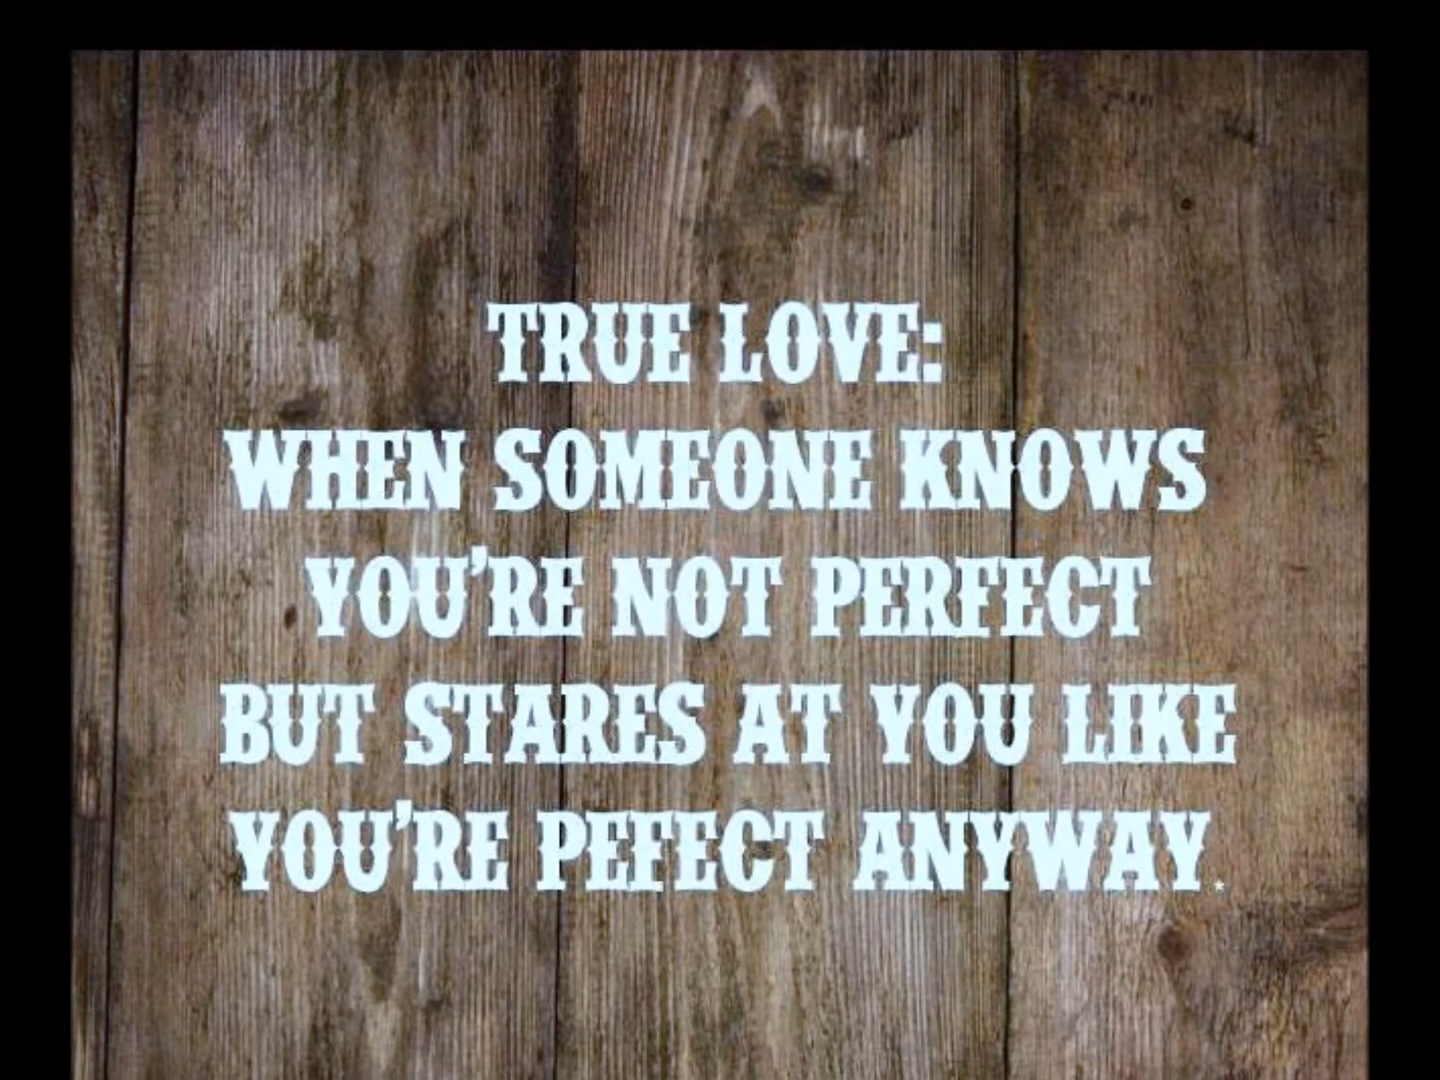 TRUE LOVE:
WHEN SOMEONE KNOWS
YOU'RE NOT PERFECT
BUT STARES AT YOU LIKE
YOU'RE PEFECT ANYWAY.